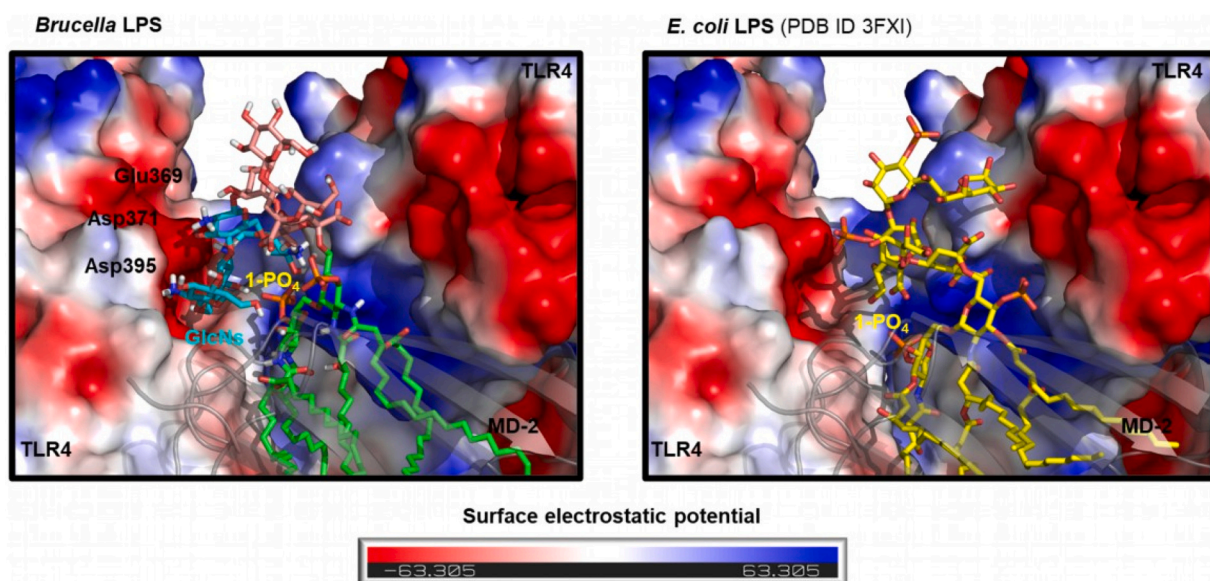 Brucella LPS
E. coli LPS (PDB ID 3FXI)
TLR4
Glu369
Asp371
Asp395
1-PO4
GlcNs
MD-2
TLR4
TLR4
1-PO4
MD-2
TLR4
Surface electrostatic potential
-63.305 63.305